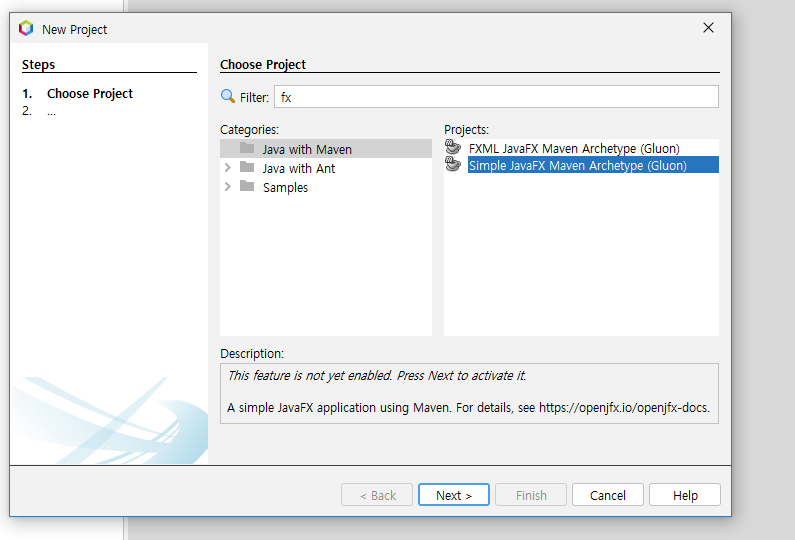 New Project
Steps
1. Choose Project
2. ...
Choose Project
Filter: fx
Categories:
Java with Maven
Java with Ant
Samples
Projects:
FXML JavaFX Maven Archetype (Gluon)
Simple JavaFX Maven Archetype (Gluon)
Description:
This feature is not yet enabled. Press Next to activate it.
A simple JavaFX application using Maven. For details, see https://openjfx.io/openjfx-docs.
< Back
Next >
Finish
Cancel
Help